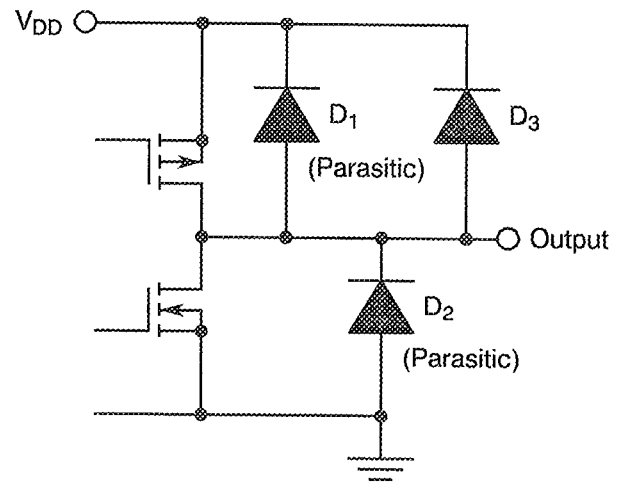 VDD
D1
(Parasitic)
D3
Output
D2
(Parasitic)